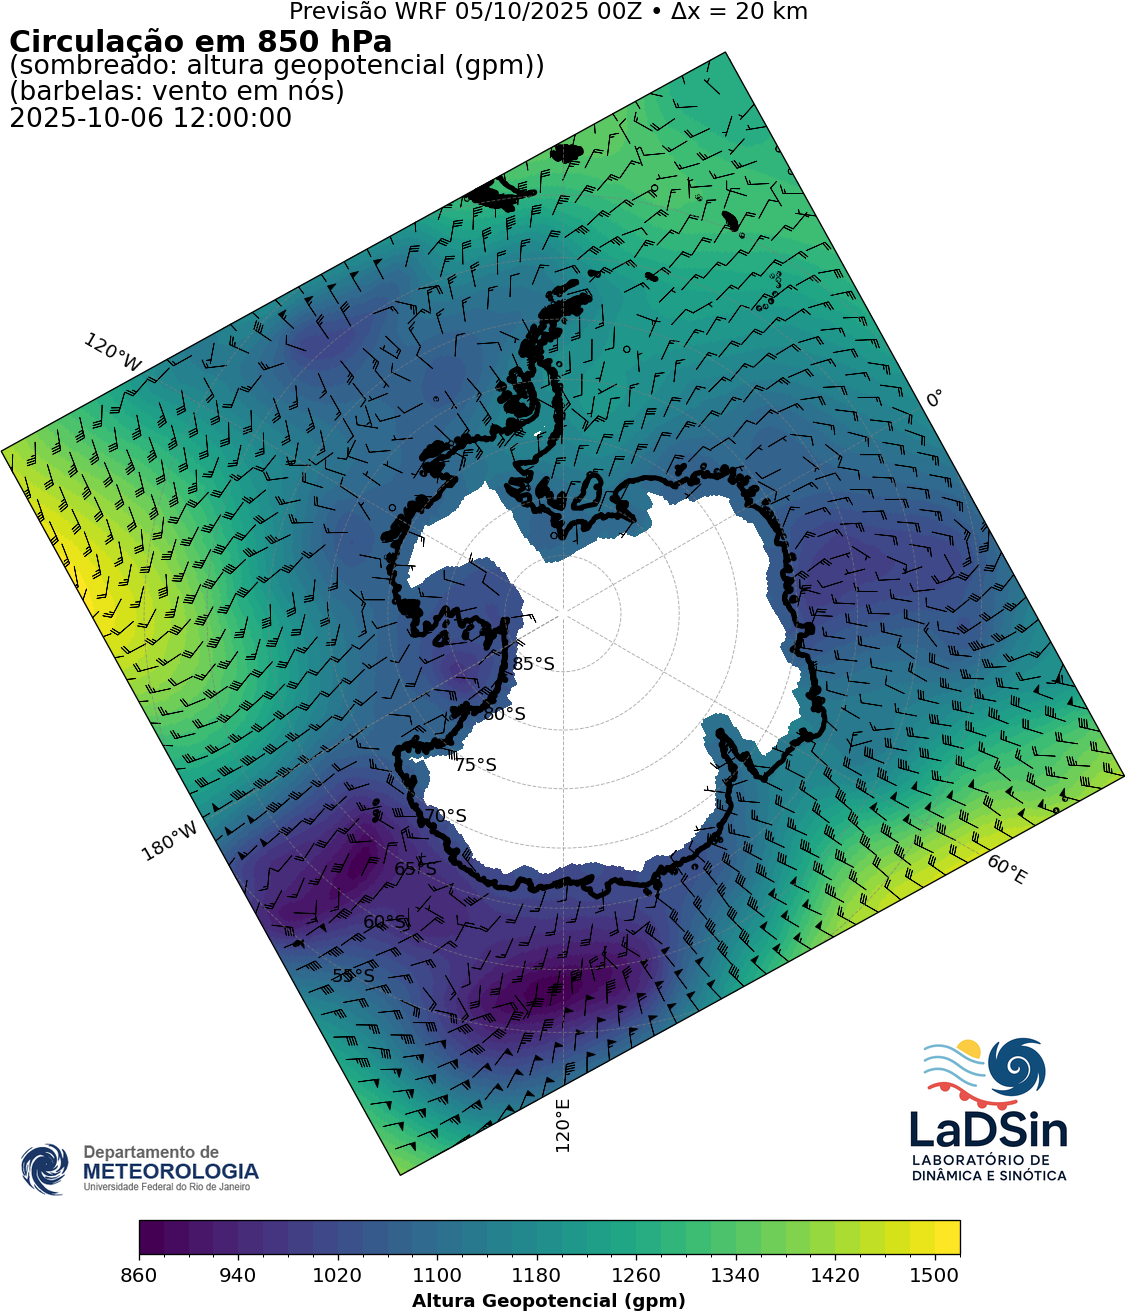 Previsão WRF 05/10/2025 00Z • Δx = 20 km
Circulação em 850 hPa
(sombreado: altura geopotencial (gpm))
(barbelas: vento em nós)
2025-10-06 12:00:00
120°W
0°
85°S
80°S
75°S
70°S
180°W
65°S
60°E
60°S
55°S
120°E
LaDSin
LABORATÓRIO DE
DINÂMICA E SINÓTICA
Departamento de
METEOROLOGIA
Universidade Federal do Rio de Janeiro
860 940 1020 1100 1180 1260 1340 1420 1500
Altura Geopotencial (gpm)